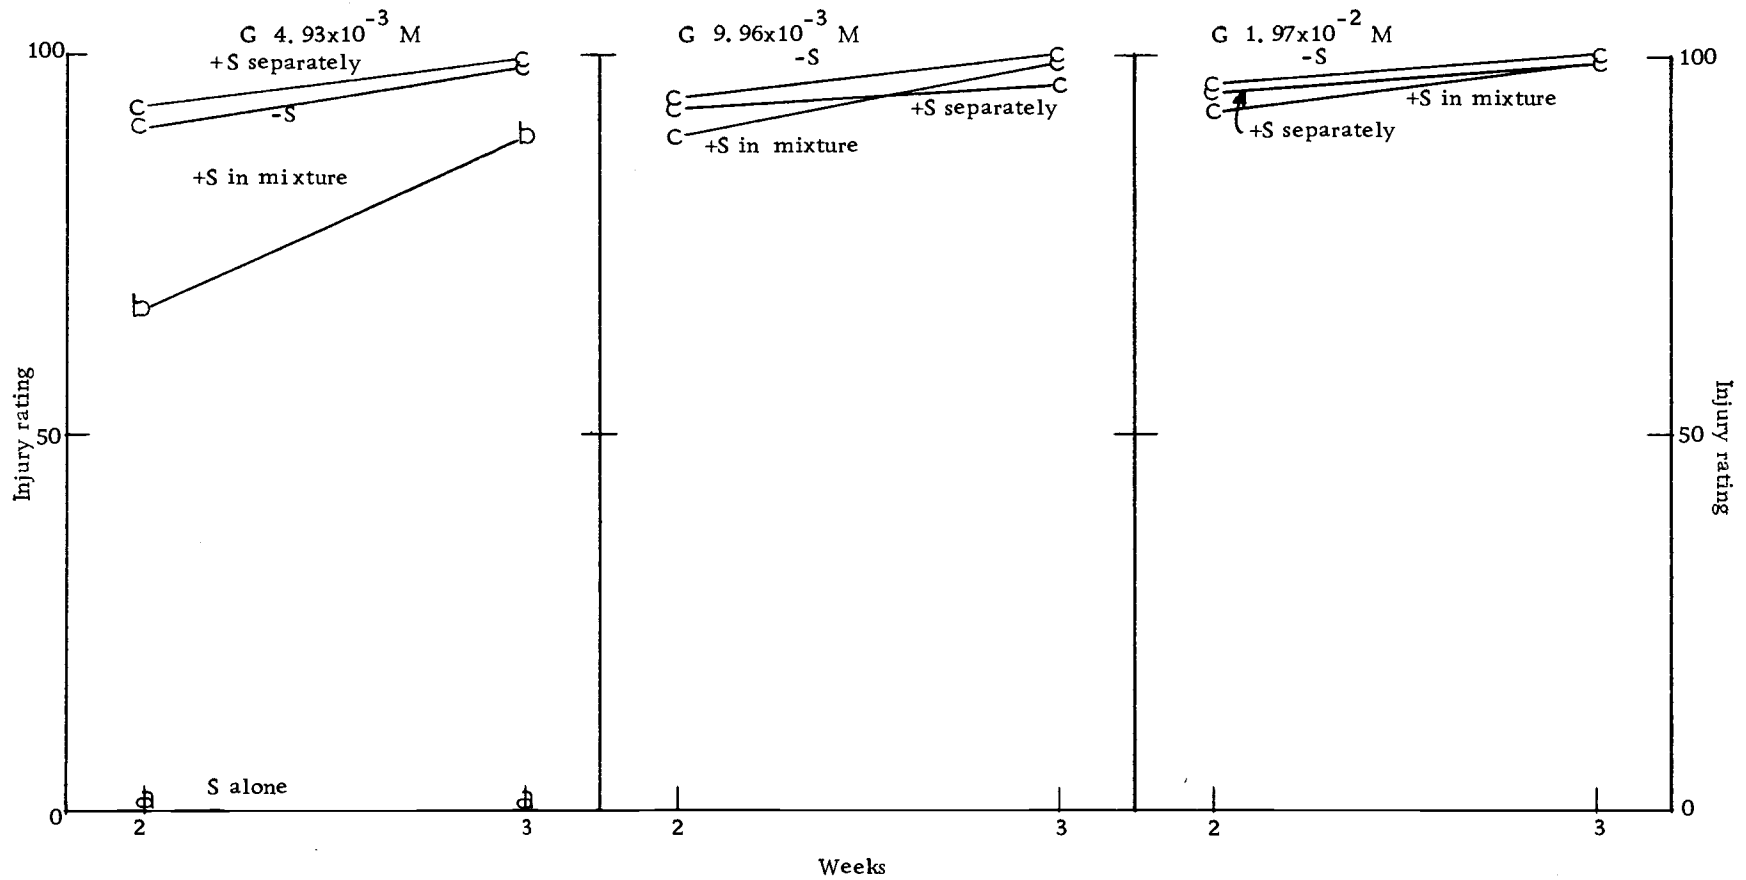 G 4.93x10⁻³ M
+S separately
-S
+S in mixture
S alone
c
c
b
a
c
c
b
a
G 9.96x10⁻³ M
-S
+S separately
+S in mixture
c
c
c
c
c
c
G 1.97x10⁻² M
-S
+S in mixture
+S separately
c
c
c
c
c
100
50
0
Injury rating
100
50
0
Injury rating
2
3
2
3
2
3
Weeks